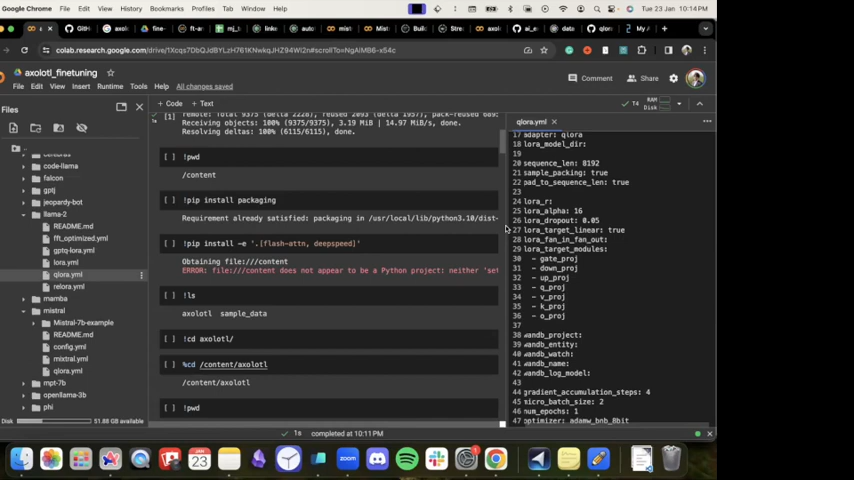 Google Chrome File Edit View History Bookmarks Profiles Tab Window Help Tue 23 Jan 10:14 PM
axolotl_finetuning
File Edit View Insert Runtime Tools Help All changes saved
Comment Share
Files
+ Code + Text
T4 RAM Disk
code-llama
falcon
gptj
jeopardy-bot
llama-2
README.md
fft_optimized.yml
gptq-lora.yml
lora.yml
qlora.yml
relora.yml
mamba
mistral
Mistral-7b-example
README.md
config.yml
mixtral.yml
qlora.yml
mpt-7b
openllama-3b
phi
Disk 51.88 GB available
[1]
Receiving objects: 100% (9375/9375), 3.19 MiB | 14.97 MiB/s, done.
Resolving deltas: 100% (6115/6115), done.
[ ] !pwd
/content
[ ] !pip install packaging
Requirement already satisfied: packaging in /usr/local/lib/python3.10/dist-
[ ] !pip install -e '.[flash-attn, deepspeed]'
Obtaining file:///content
ERROR: file:///content does not appear to be a Python project: neither 'set
[ ] !ls
axolotl sample_data
[ ] !cd axolotl/
[ ] %cd /content/axolotl
/content/axolotl
[ ] !pwd
qlora.yml
17 adapter: qlora
18 lora_model_dir:
19
20 sequence_len: 8192
21 sample_packing: true
22 pad_to_sequence_len: true
23
24 lora_r:
25 lora_alpha: 16
26 lora_dropout: 0.05
27 lora_target_linear: true
28 lora_fan_in_fan_out:
29 lora_target_modules:
30 - gate_proj
31 - down_proj
32 - up_proj
33 - q_proj
34 - v_proj
35 - k_proj
36 - o_proj
37
38 wandb_project:
39 wandb_entity:
40 wandb_watch:
41 wandb_name:
42 wandb_log_model:
43
44 gradient_accumulation_steps: 4
45 micro_batch_size: 2
46 num_epochs: 1
47 optimizer: adamw_bnb_8bit
1s completed at 10:11 PM
JAN
23
zoom